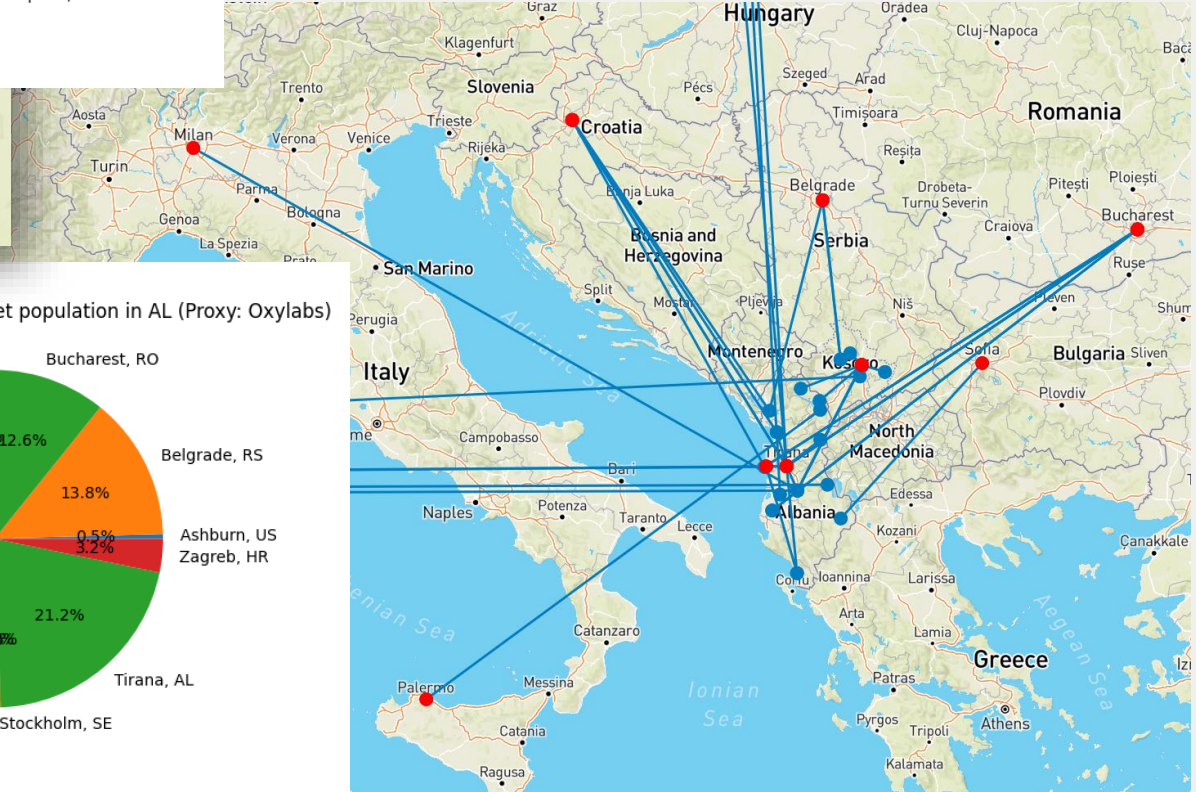 Graz
Hungary
Oradea
Cluj-Napoca
Klagenfurt
Slovenia
Trento
Aosta
Pécs
Szeged
Arad
Timișoara
Romania
Milan
Verona
Venice
Trieste
Croatia
Rijeka
Turin
Reșița
Parma
Banja Luka
Belgrade
Drobeta-
Turnu Severin
Pitești
Ploiești
Genoa
Bologna
Craiova
Bucharest
La Spezia
Prato
San Marino
Bosnia and
Herzegovina
Serbia
Ruse
Split
Mostar
Pljevlja
Niš
Pleven
Shum
et population in AL (Proxy: Oxylabs)
Perugia
Adriatic Sea
Montenegro
Kosovo
Sofia
Bulgaria
Sliven
Bucharest, RO
Italy
Plovdiv
12.6%
Belgrade, RS
me
Campobasso
North
Macedonia
Tirana
Bari
13.8%
Naples
Potenza
Taranto
Lecce
Albania
Edessa
Kozani
Çanakkale
0.5%
Ashburn, US
3.2%
Zagreb, HR
Corfu
Ioannina
Larissa
21.2%
enian Sea
Arta
Lamia
Aegean Sea
Catanzaro
Greece
Tirana, AL
Palermo
Messina
Ionian
Sea
Patras
Stockholm, SE
Catania
Pyrgos
Tripoli
Athens
Kalamata
Ragusa